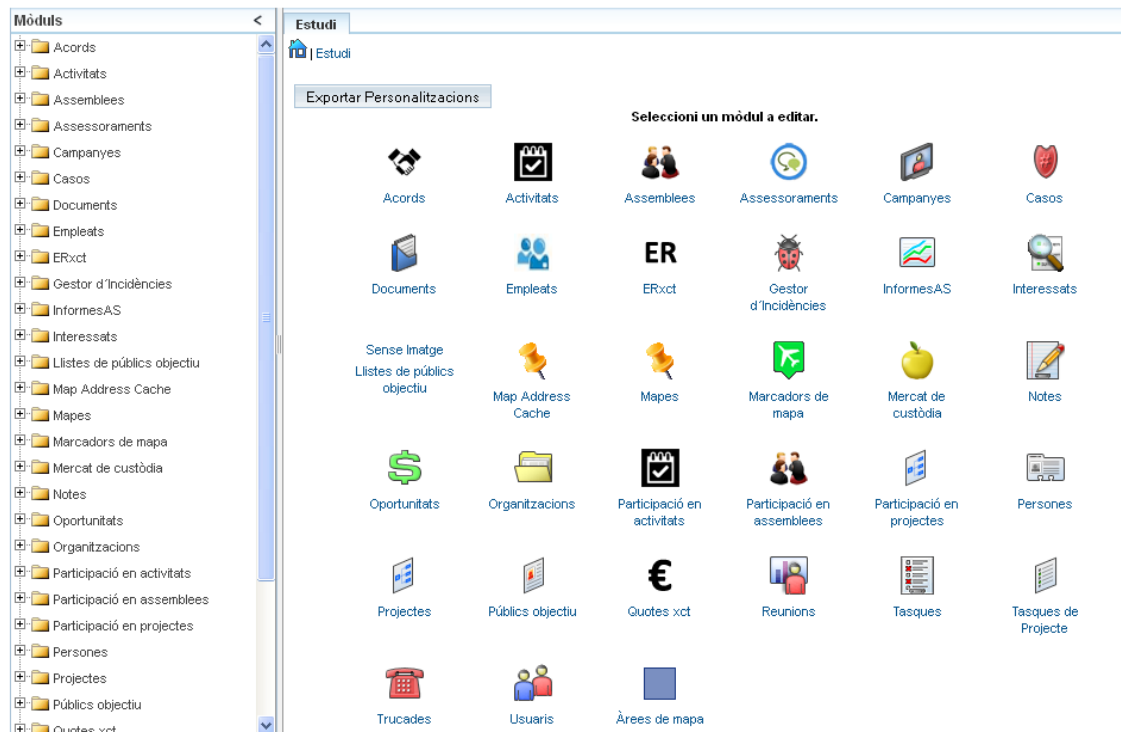 Mòduls
<
Acords
Activitats
Assemblees
Assessoraments
Campanyes
Casos
Documents
Empleats
ERxct
Gestor d´Incidències
InformesAS
Interessats
Llistes de públics objectiu
Map Address Cache
Mapes
Marcadors de mapa
Mercat de custòdia
Notes
Oportunitats
Organitzacions
Participació en activitats
Participació en assemblees
Participació en projectes
Persones
Projectes
Públics objectiu
Quotes xct
Estudi
| Estudi
Exportar Personalitzacions
Seleccioni un mòdul a editar.
Acords
Activitats
Assemblees
Assessoraments
Campanyes
Casos
ER
Documents
Empleats
ERxct
Gestor
d´Incidències
InformesAS
Interessats
Sense Imatge
Llistes de públics
objectiu
Map Address
Cache
Mapes
Marcadors de
mapa
Mercat de
custòdia
Notes
Oportunitats
Organitzacions
Participació en
activitats
Participació en
assemblees
Participació en
projectes
Persones
€
Projectes
Públics objectiu
Quotes xct
Reunions
Tasques
Tasques de
Projecte
Trucades
Usuaris
Àrees de mapa